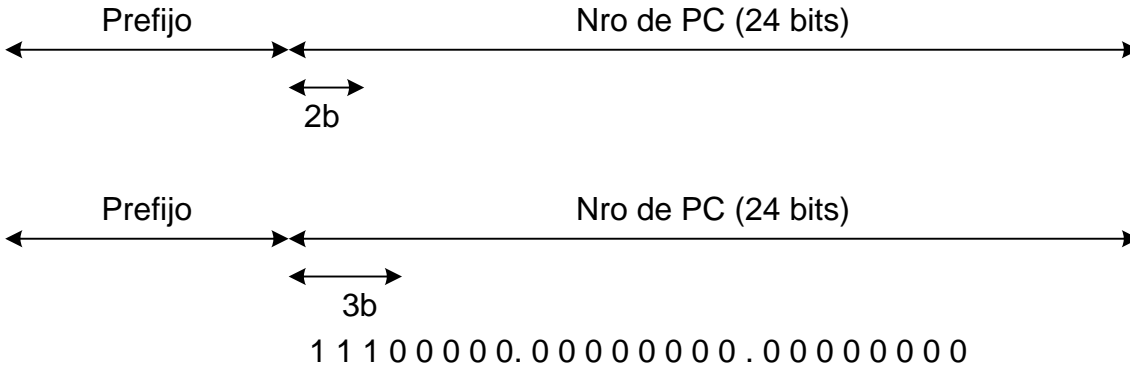 Prefijo Nro de PC (24 bits)
2b
Prefijo Nro de PC (24 bits)
3b
1 1 1 0 0 0 0 0. 0 0 0 0 0 0 0 0 . 0 0 0 0 0 0 0 0